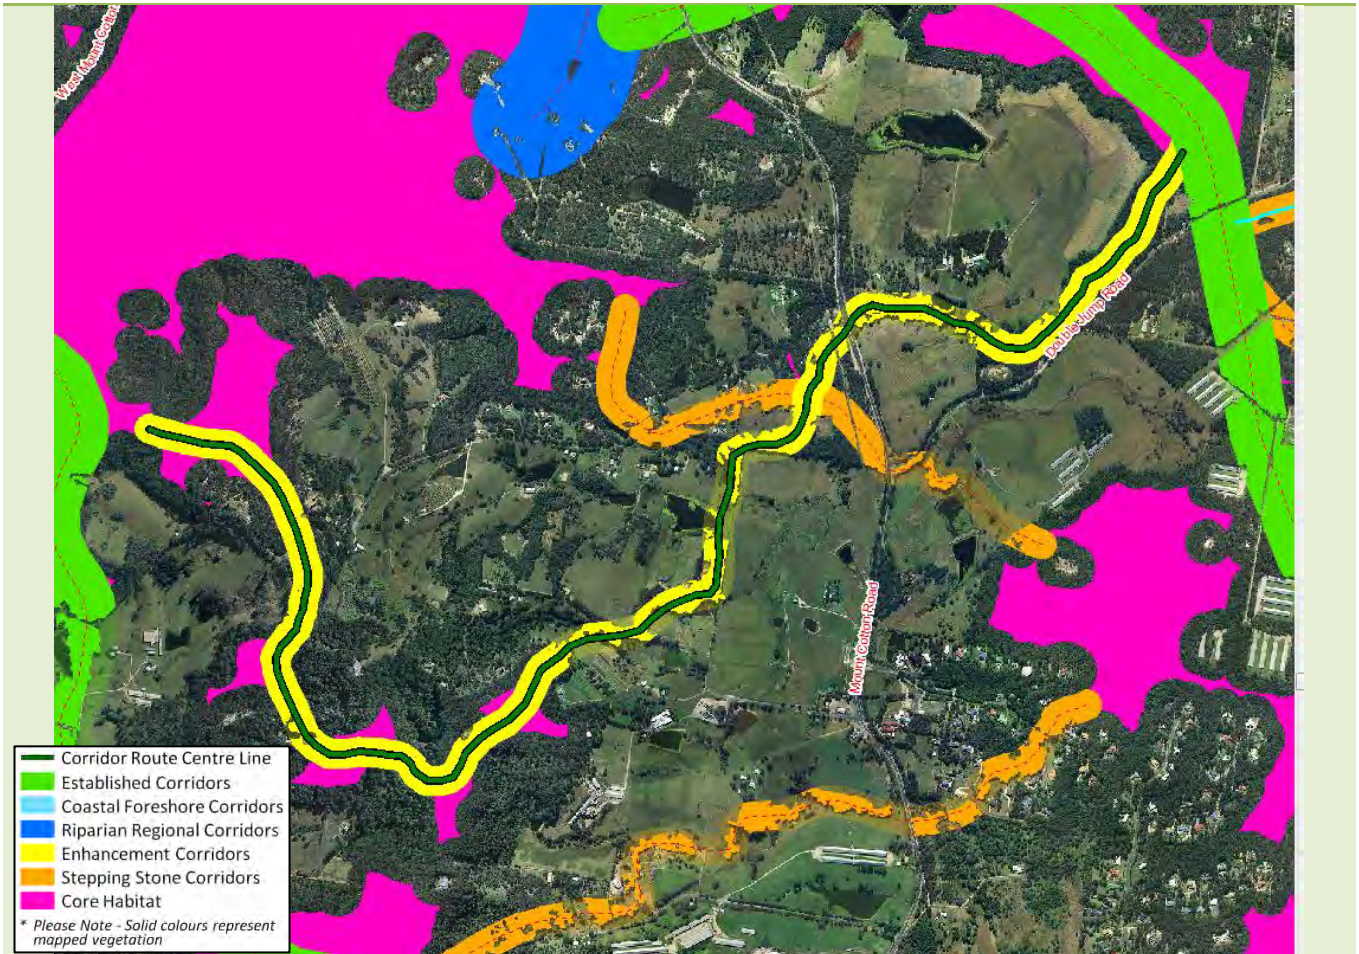 West Mount Cotton
Double Jump Road
Mount Cotton Road
Corridor Route Centre Line
Established Corridors
Coastal Foreshore Corridors
Riparian Regional Corridors
Enhancement Corridors
Stepping Stone Corridors
Core Habitat
* Please Note - Solid colours represent
mapped vegetation